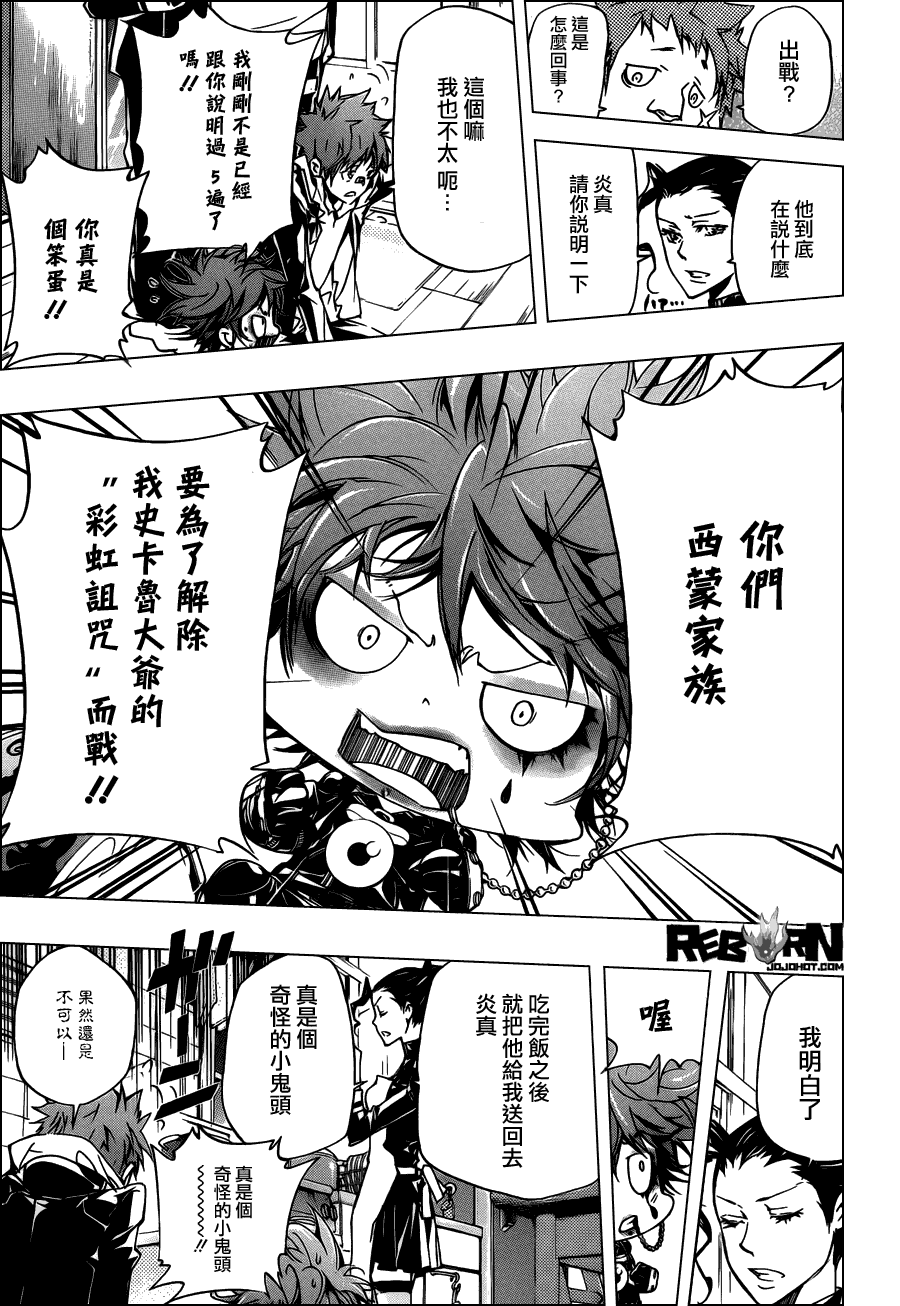 出戰？
這是
怎麼回事？
他到底
在說什麼
炎真
請你說明一下
這個嘛
我也不太 呃…
我剛剛不是已經
跟你說明過 5遍了
嗎!!
你真是
個笨蛋!!
你們
西蒙家族
要為了解除
我史卡魯大爺的
"彩虹詛咒"而戰!!
REBORN
JOJOHOT.COM
我明白了
喔
吃完飯之後
就把他給我送回去
炎真
真是個
奇怪的小鬼頭
真是個
奇怪的小鬼頭
~~~~~~!!
果然還是
不可以—